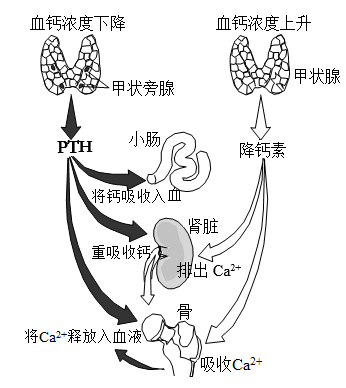 血钙浓度下降
血钙浓度上升
甲状旁腺
甲状腺
PTH
小肠
降钙素
将钙吸收入血
肾脏
重吸收钙
排出 Ca²⁺
骨
将Ca²⁺释放入血液
吸收Ca²⁺